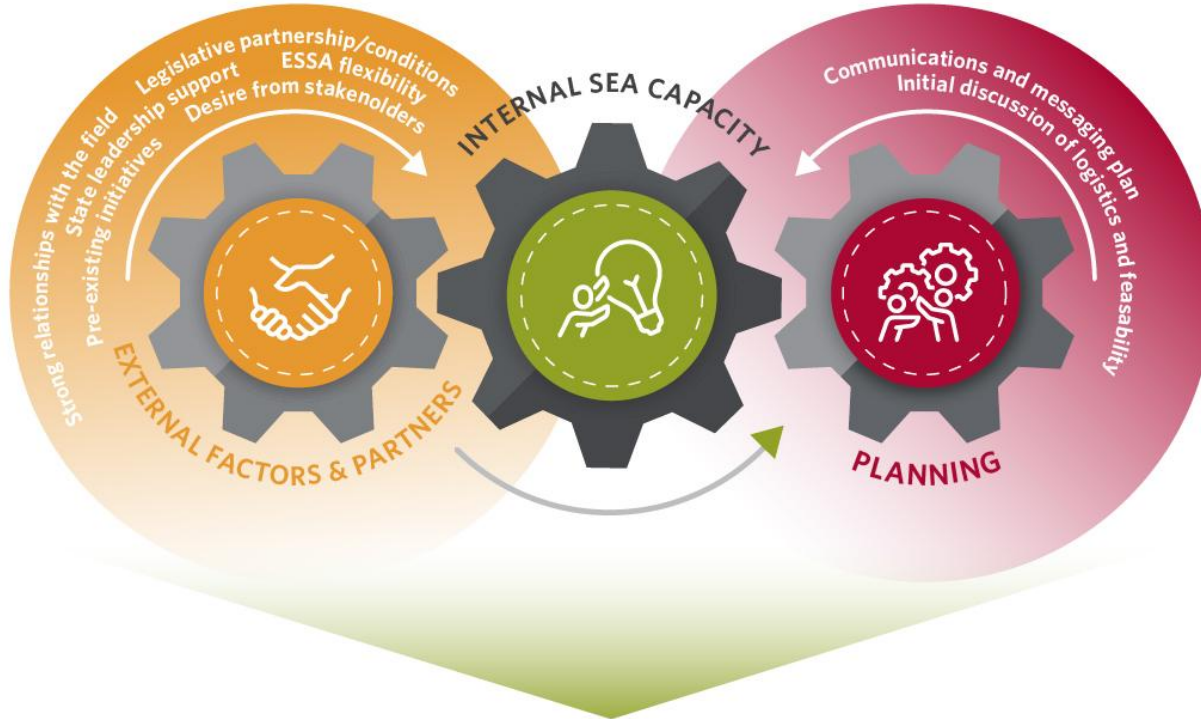 Strong relationships with the field
State leadership support
Pre-existing initiatives
Legislative partnership/conditions
ESSA flexibility
Desire from stakenolders
EXTERNAL FACTORS & PARTNERS
INTERNAL SEA CAPACITY
Communications and messaging plan
Initial discussion of logistics and feasability
PLANNING